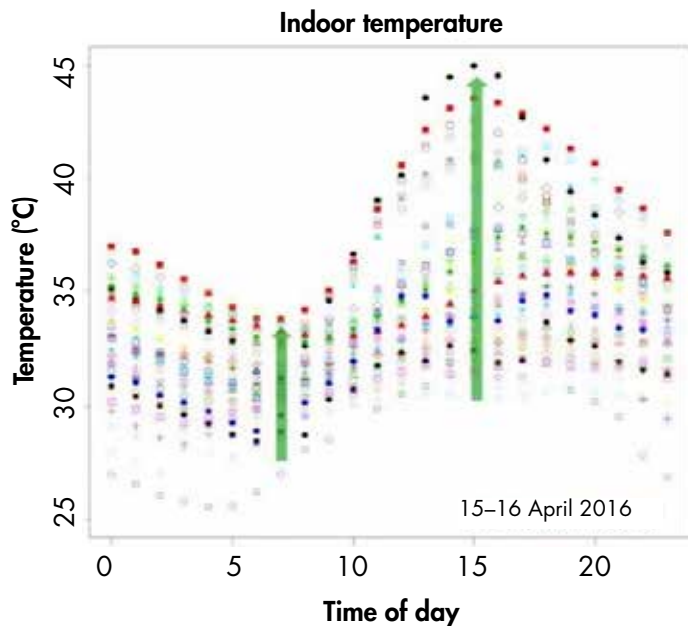 Indoor temperature
Temperature (°C)
45
40
35
30
25
15–16 April 2016
0 5 10 15 20
Time of day